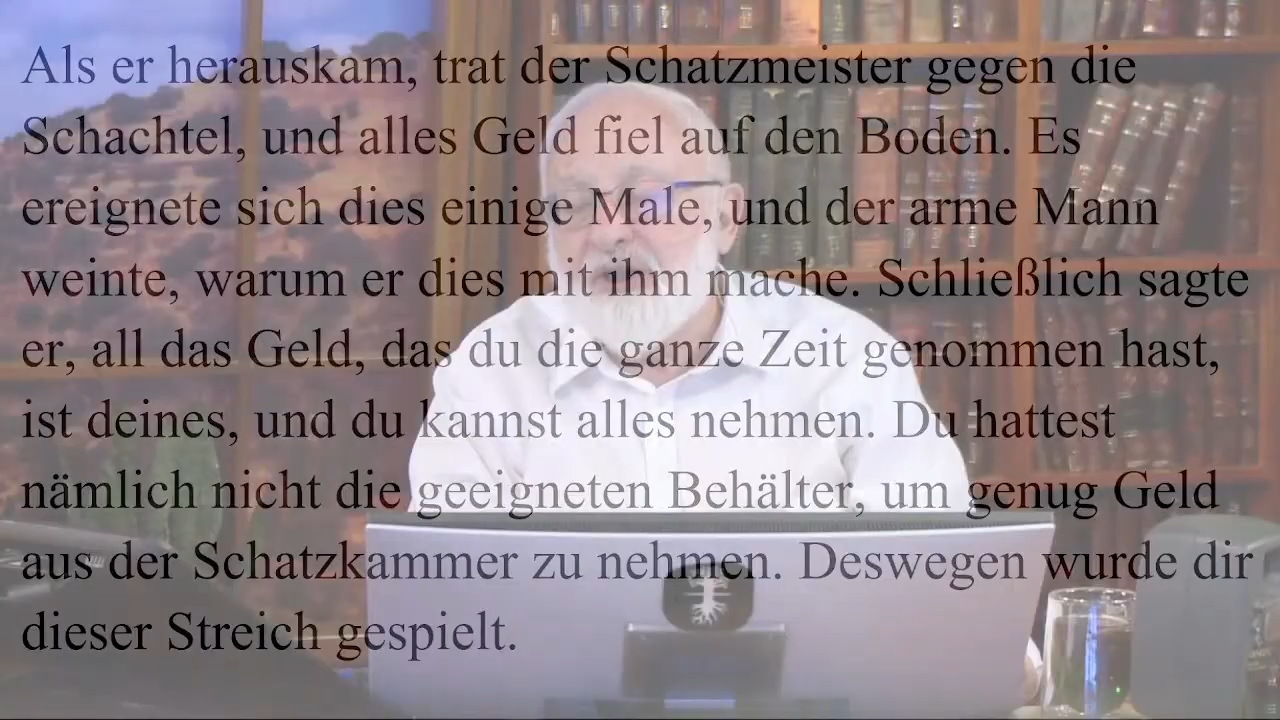 Als er herauskam, trat der Schatzmeister gegen die
Schachtel, und alles Geld fiel auf den Boden. Es
ereignete sich dies einige Male, und der arme Mann
weinte, warum er dies mit ihm mache. Schließlich sagte
er, all das Geld, das du die ganze Zeit genommen hast,
ist deines, und du kannst alles nehmen. Du hattest
nämlich nicht die geeigneten Behälter, um genug Geld
aus der Schatzkammer zu nehmen. Deswegen wurde dir
dieser Streich gespielt.